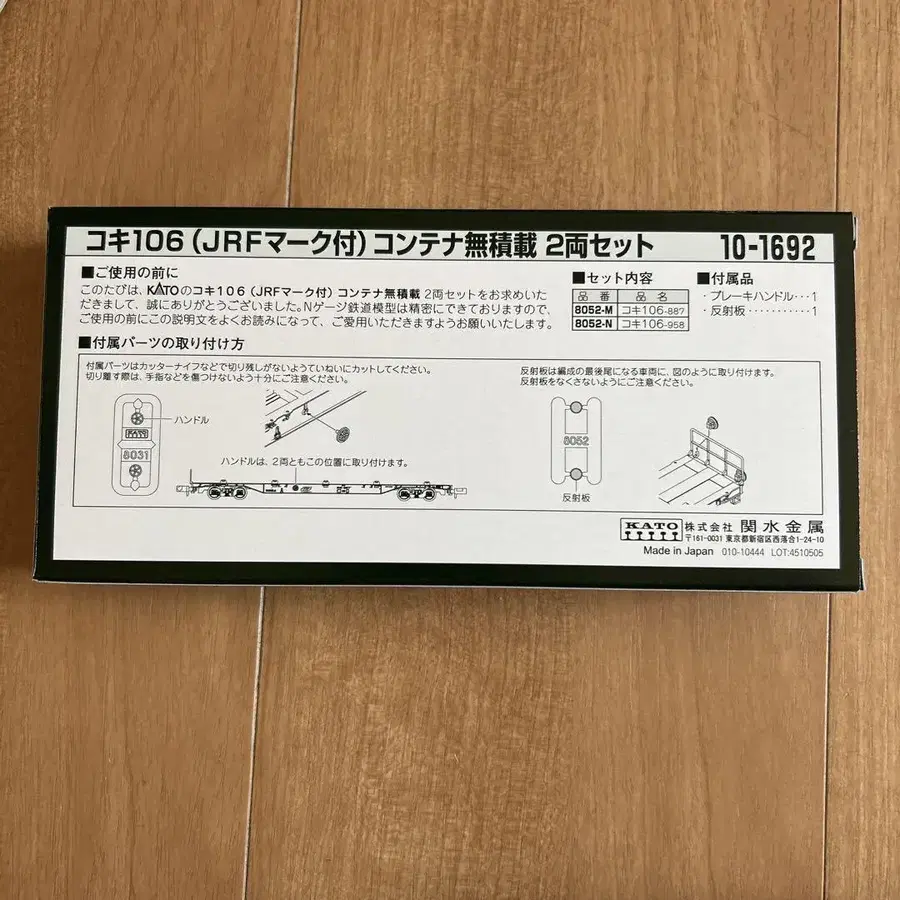 コキ106（JRFマーク付）コンテナ無積載 2両セット 10-1692
■ご使用の前に
このたびは、KATOのコキ106（JRFマーク付）コンテナ無積載 2両セットをお求めいた
だきまして、誠にありがとうございました。Nゲージ鉄道模型は精密にできておりますので、
ご使用の前にこの説明文をよくお読みになって、ご愛用いただきますようお願いいたします。
■セット内容
品 番 品 名
8052-M コキ106-887
8052-N コキ106-958
■付属品
・ブレーキハンドル･･･1
・反射板･･･････････1
■付属パーツの取り付け方
付属パーツはカッターナイフなどで切り残しがないようていねいにカットしてください。
切り離す際は、手指などを傷つけないよう十分にご注意ください。
ハンドル
KATO
8031
ハンドルは、2両ともこの位置に取り付けます。
反射板は編成の最後尾になる車両に、図のように取り付けます。
反射板をなくさないようにご注意ください。
8052
反射板
KATO 株式会社 関水金属
〒161-0031 東京都新宿区西落合1-24-10
Made in Japan 010-10444 LOT:4510505